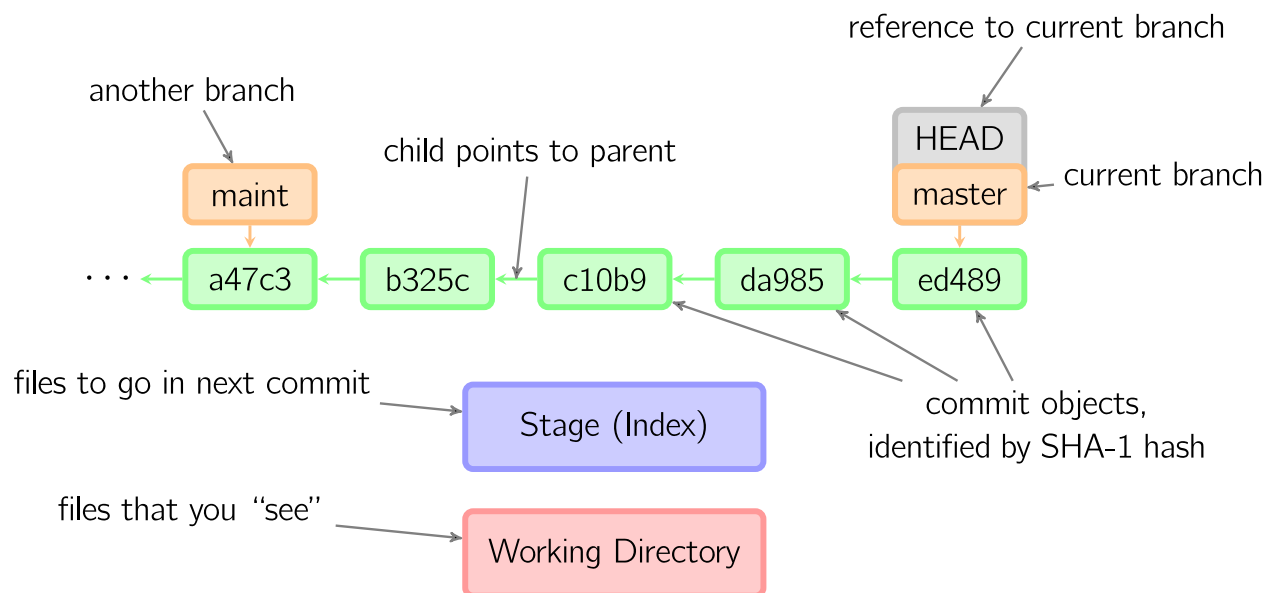 reference to current branch
another branch
HEAD
child points to parent
current branch
maint
master
· · ·
a47c3
b325c
c10b9
da985
ed489
files to go in next commit
commit objects,
identified by SHA-1 hash
Stage (Index)
files that you “see”
Working Directory